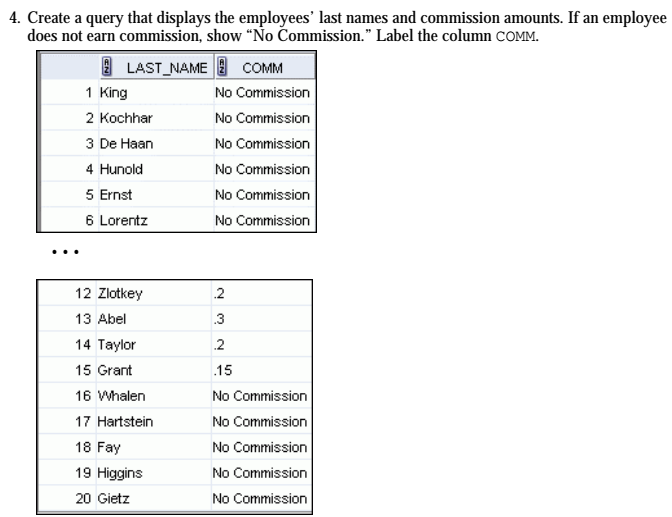 4. Create a query that displays the employees’ last names and commission amounts. If an employee
does not earn commission, show “No Commission.” Label the column COMM.
LAST_NAME COMM
1 King No Commission
2 Kochhar No Commission
3 De Haan No Commission
4 Hunold No Commission
5 Ernst No Commission
6 Lorentz No Commission
...
12 Zlotkey .2
13 Abel .3
14 Taylor .2
15 Grant .15
16 Whalen No Commission
17 Hartstein No Commission
18 Fay No Commission
19 Higgins No Commission
20 Gietz No Commission